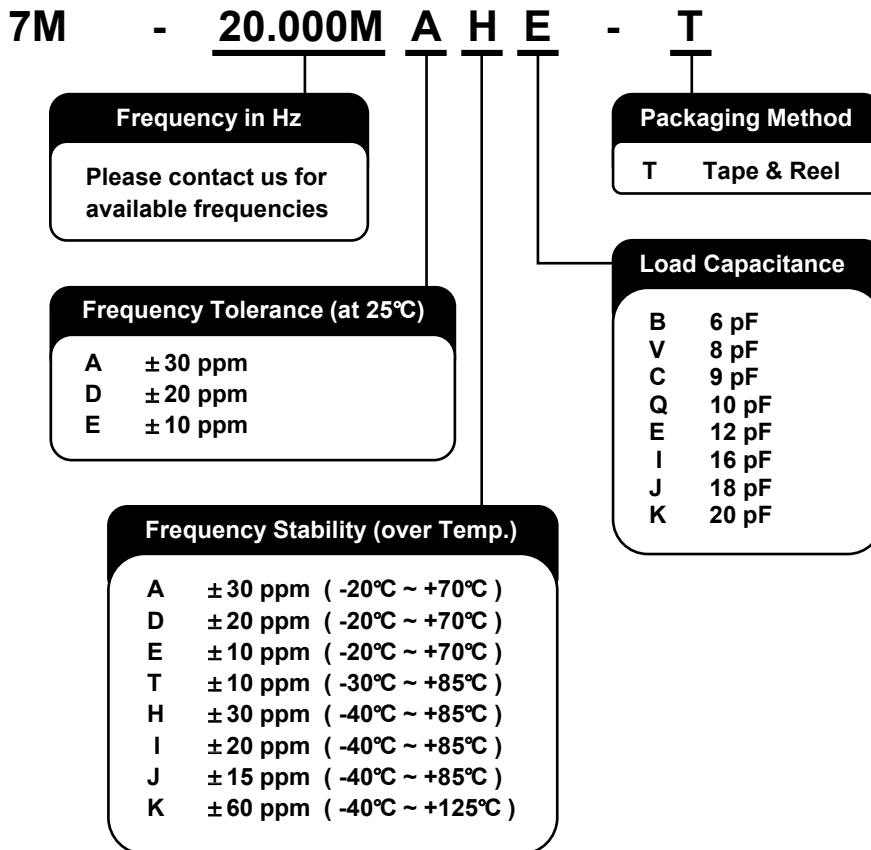 7M - 20.000M A H E - T
Frequency in Hz
Please contact us for
available frequencies
Packaging Method
T Tape & Reel
Load Capacitance
B 6 pF
V 8 pF
C 9 pF
Q 10 pF
E 12 pF
I 16 pF
J 18 pF
K 20 pF
Frequency Tolerance (at 25℃)
A ±30 ppm
D ±20 ppm
E ±10 ppm
Frequency Stability (over Temp.)
A ±30 ppm ( -20℃ ~ +70℃ )
D ±20 ppm ( -20℃ ~ +70℃ )
E ±10 ppm ( -20℃ ~ +70℃ )
T ±10 ppm ( -30℃ ~ +85℃ )
H ±30 ppm ( -40℃ ~ +85℃ )
I ±20 ppm ( -40℃ ~ +85℃ )
J ±15 ppm ( -40℃ ~ +85℃ )
K ±60 ppm ( -40℃ ~ +125℃ )